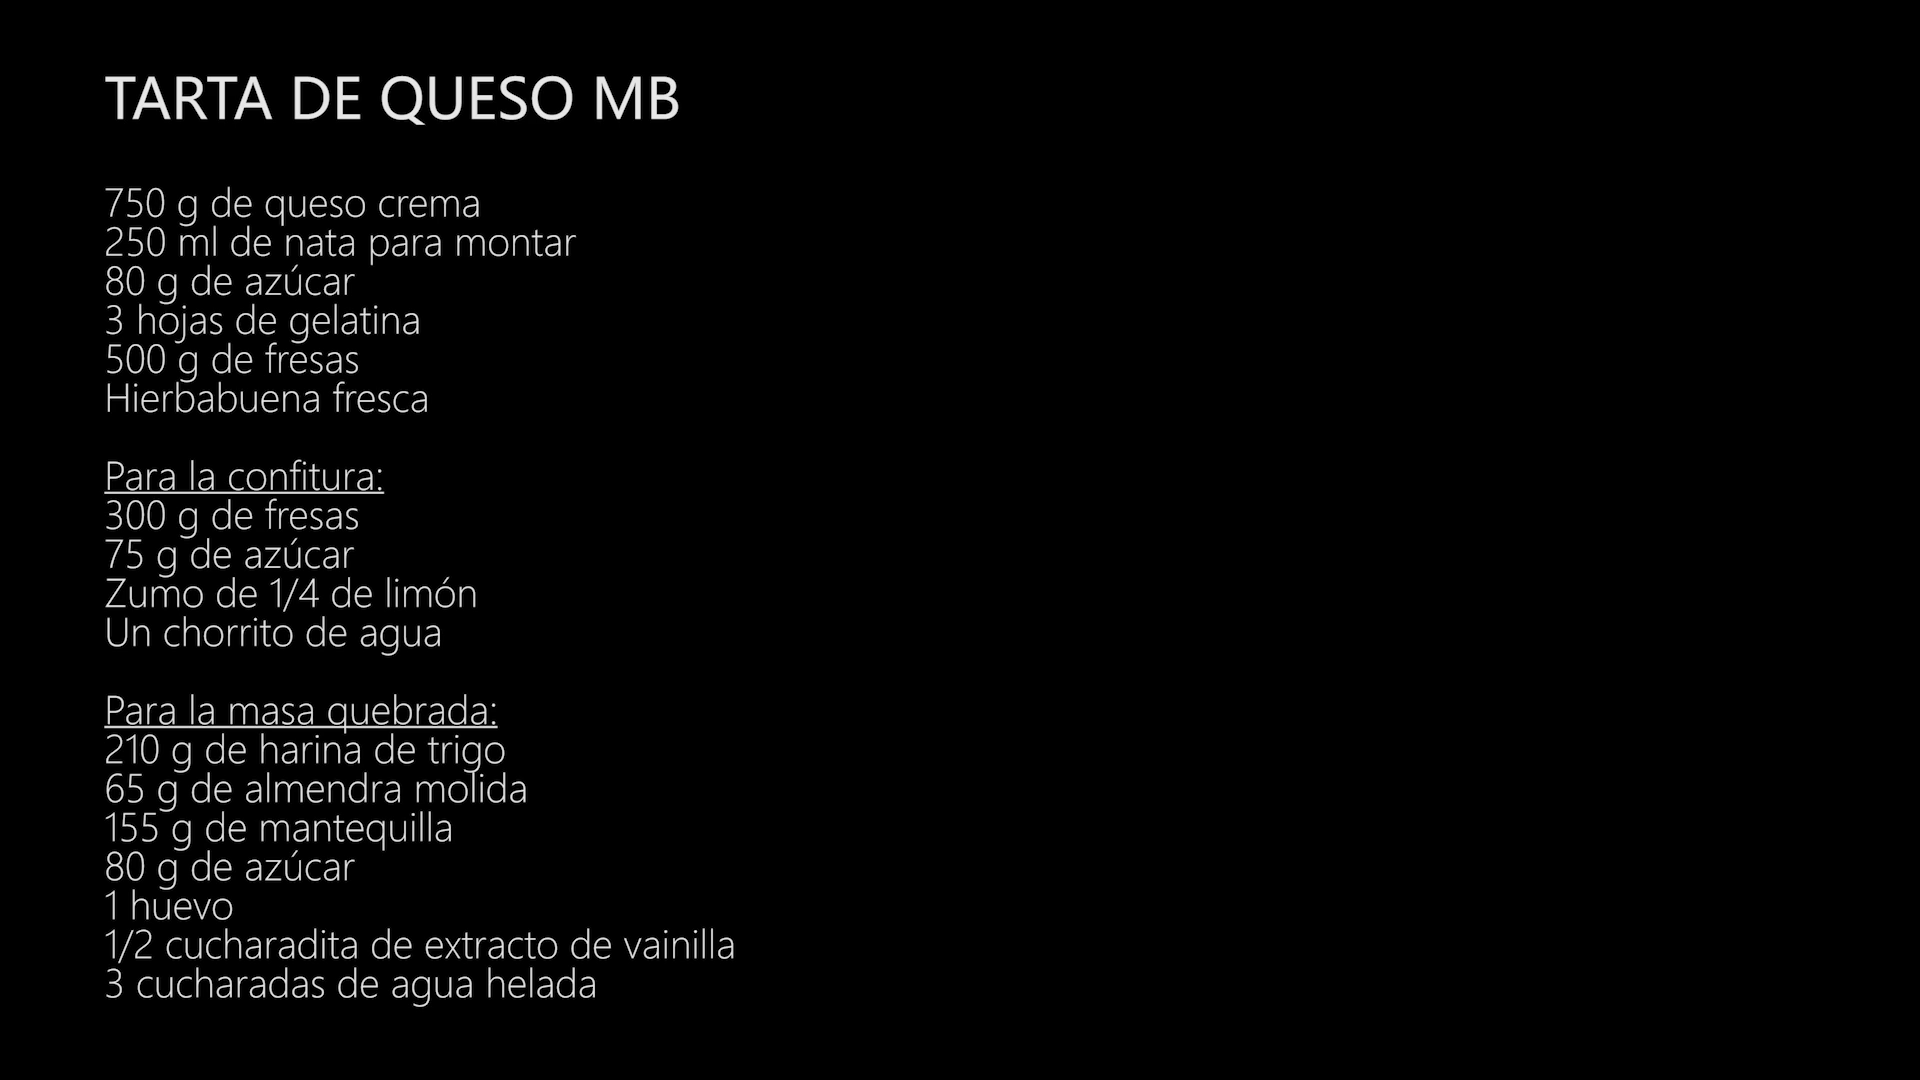 TARTA DE QUESO MB
750 g de queso crema
250 ml de nata para montar
80 g de azúcar
3 hojas de gelatina
500 g de fresas
Hierbabuena fresca
Para la confitura:
300 g de fresas
75 g de azúcar
Zumo de 1/4 de limón
Un chorrito de agua
Para la masa quebrada:
210 g de harina de trigo
65 g de almendra molida
155 g de mantequilla
80 g de azúcar
1 huevo
1/2 cucharadita de extracto de vainilla
3 cucharadas de agua helada